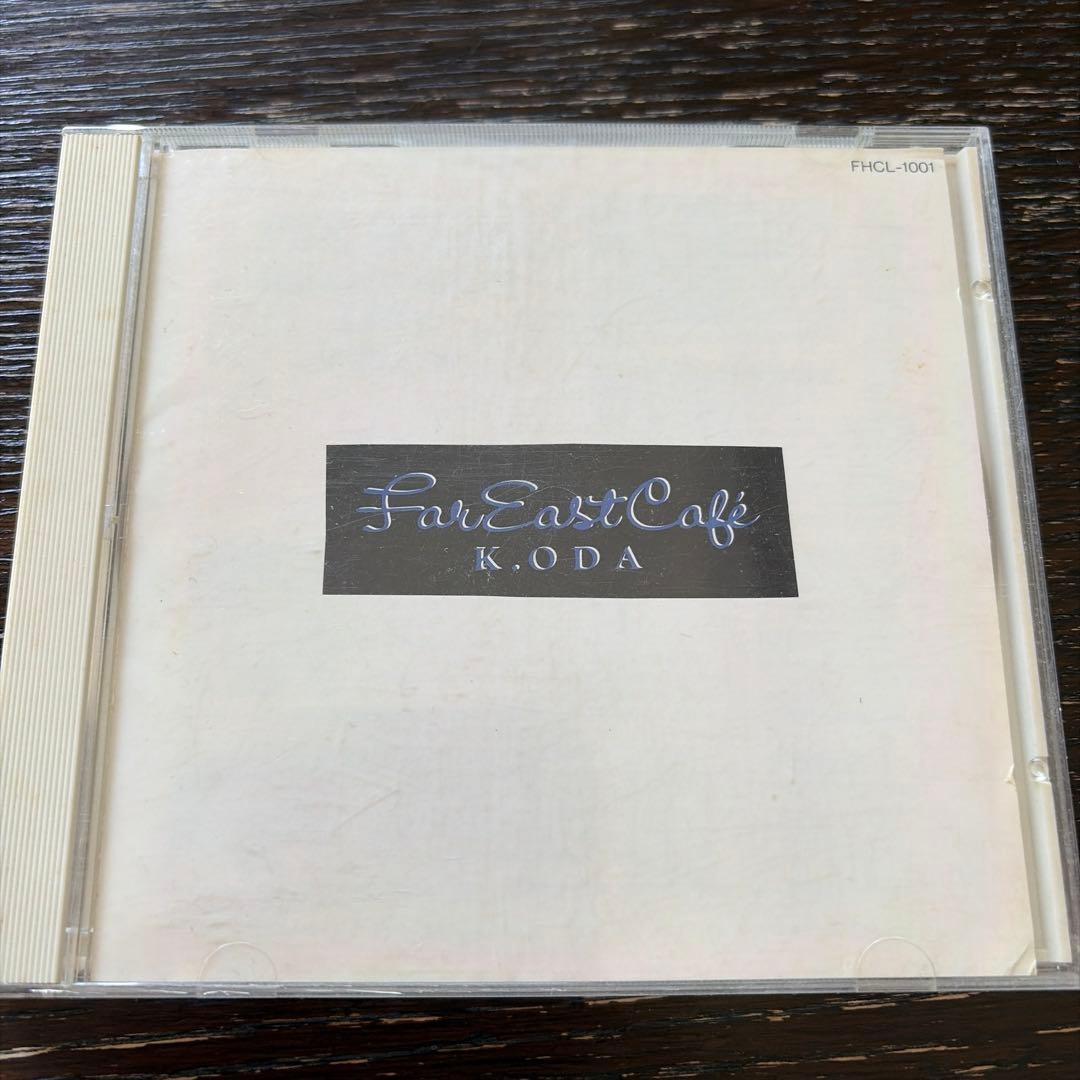 FHCL-1001
Far East Café
K.ODA